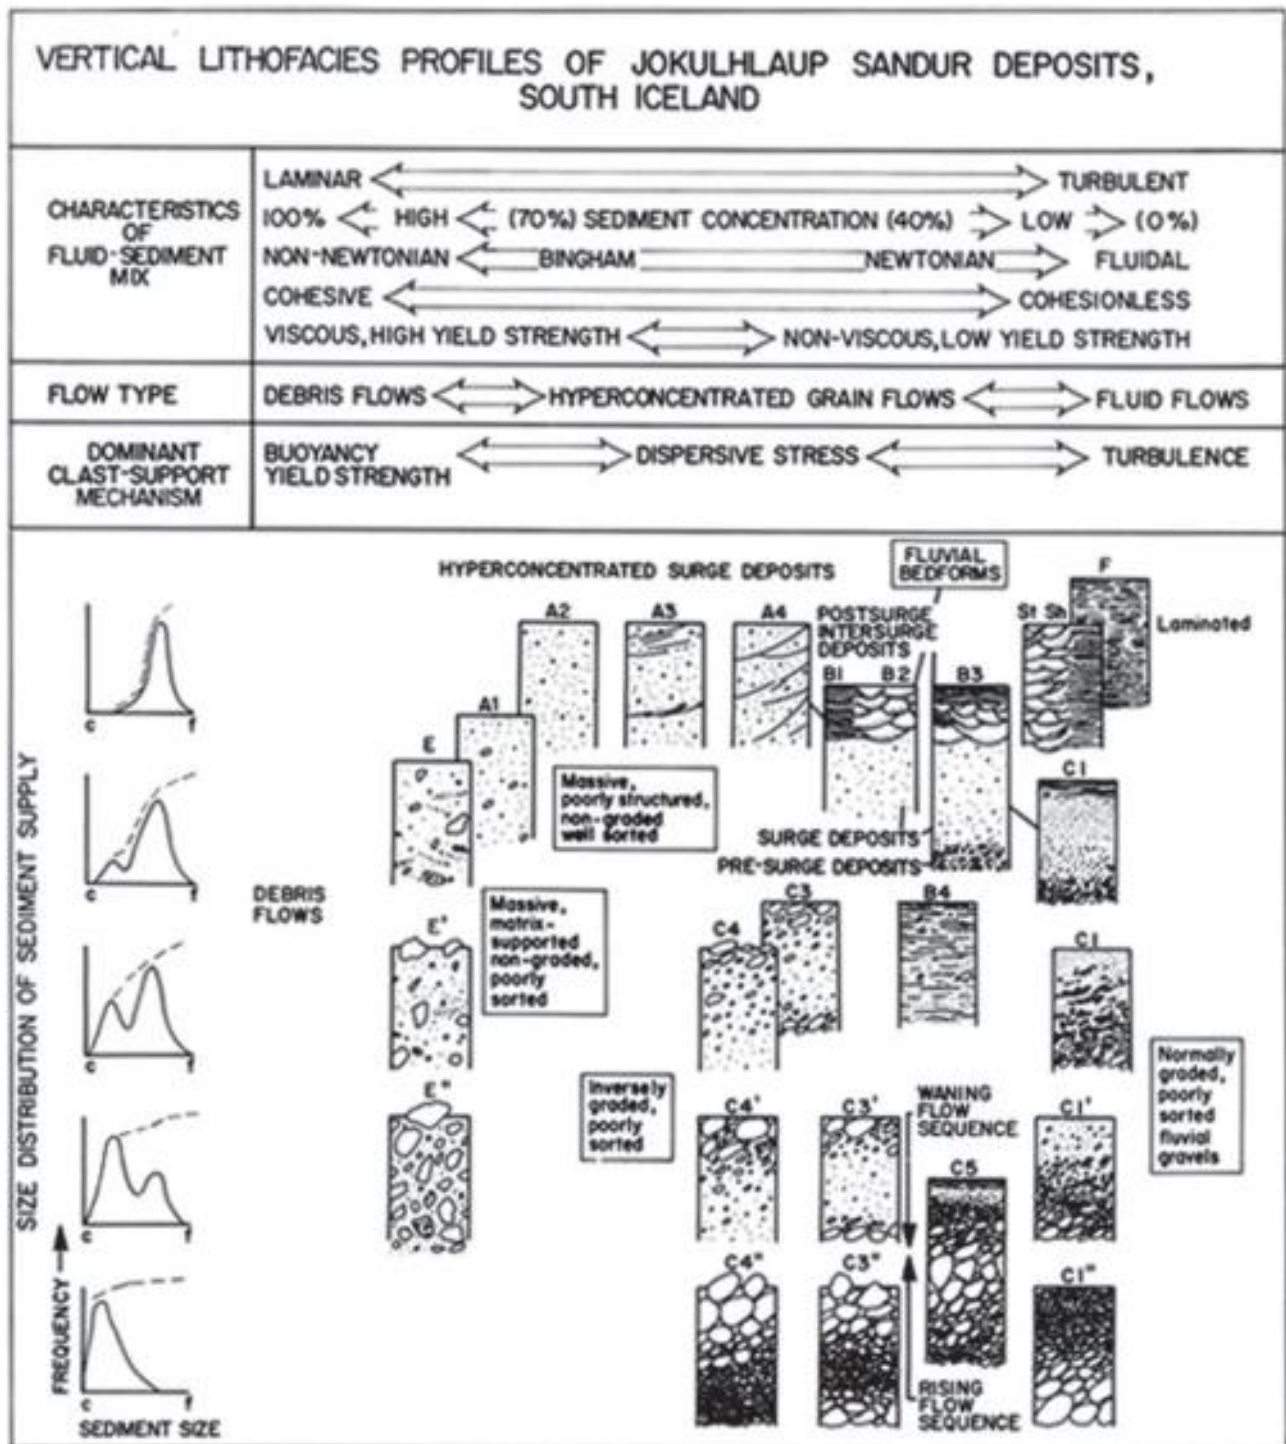 VERTICAL LITHOFACIES PROFILES OF JOKULHLAUP SANDUR DEPOSITS,
SOUTH ICELAND
CHARACTERISTICS
OF
FLUID-SEDIMENT
MIX
LAMINAR TURBULENT
100% HIGH (70%) SEDIMENT CONCENTRATION (40%) LOW (0%)
NON-NEWTONIAN BINGHAM NEWTONIAN FLUIDAL
COHESIVE COHESIONLESS
VISCOUS, HIGH YIELD STRENGTH NON-VISCOUS, LOW YIELD STRENGTH
FLOW TYPE
DEBRIS FLOWS HYPERCONCENTRATED GRAIN FLOWS FLUID FLOWS
DOMINANT
CLAST-SUPPORT
MECHANISM
BUOYANCY DISPERSIVE STRESS TURBULENCE
YIELD STRENGTH
HYPERCONCENTRATED SURGE DEPOSITS
FLUVIAL
BEDFORMS
F
A2 A3 A4
POSTSURGE
INTERSURGE
DEPOSITS
St Sh
Laminated
B1 B2 B3
A1
E
c f
Massive,
poorly structured,
non-graded
well sorted
C1
SURGE DEPOSITS
PRE-SURGE DEPOSITS
c f
DEBRIS
FLOWS
Massive,
matrix-
supported
non-graded,
poorly
sorted
E'
C4
C3
B4
C1
c f
Inversely
graded,
poorly
sorted
Normally
graded,
poorly
sorted
fluvial
gravels
E"
C4' C3'
WANING
FLOW
SEQUENCE
C1'
C5
c f
C4" C3" C1"
RISING
FLOW
SEQUENCE
c f
SEDIMENT SIZE
FREQUENCY
SIZE DISTRIBUTION OF SEDIMENT SUPPLY